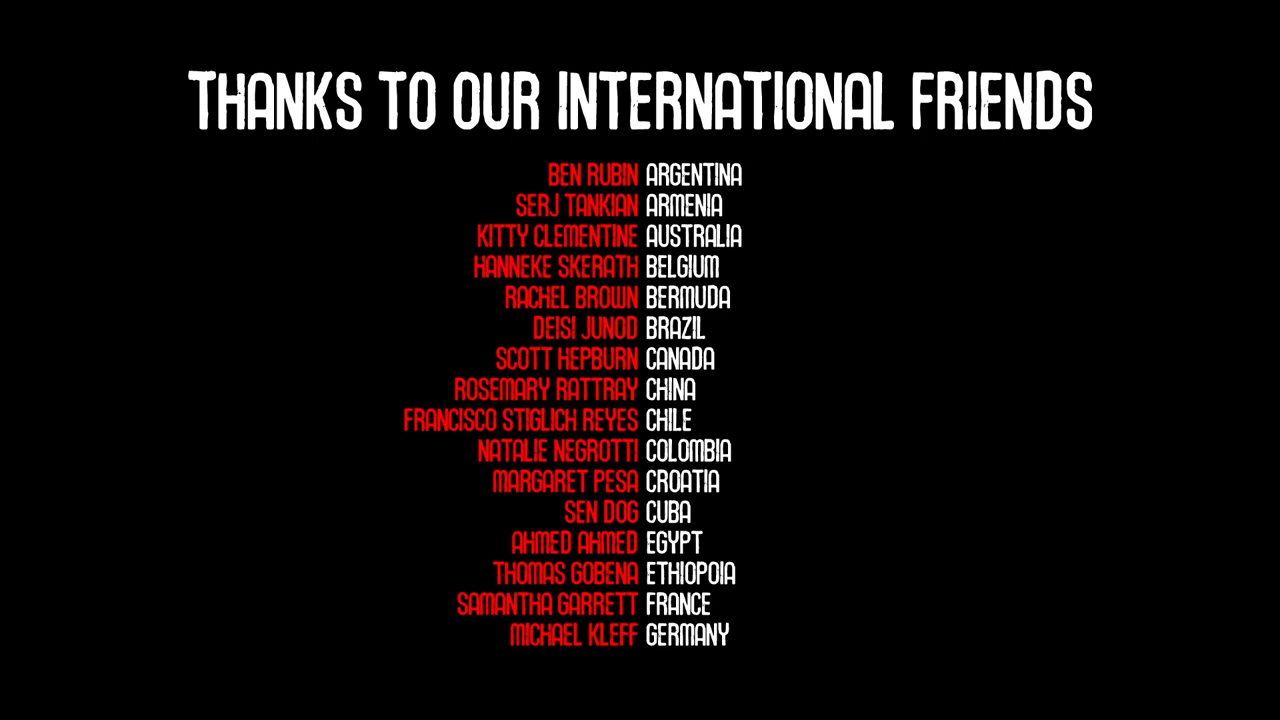 THANKS TO OUR INTERNATIONAL FRIENDS
BEN RUBIN ARGENTINA
SERJ TANKIAN ARMENIA
KITTY CLEMENTINE AUSTRALIA
HANNEKE SKERATH BELGIUM
RACHEL BROWN BERMUDA
DEISI JUNOD BRAZIL
SCOTT HEPBURN CANADA
ROSEMARY RATTRAY CHINA
FRANCISCO STIGLICH REYES CHILE
NATALIE NEGROTTI COLOMBIA
MARGARET PESA CROATIA
SEN DOG CUBA
AHMED AHMED EGYPT
THOMAS GOBENA ETHIOPOIA
SAMANTHA GARRETT FRANCE
MICHAEL KLEFF GERMANY